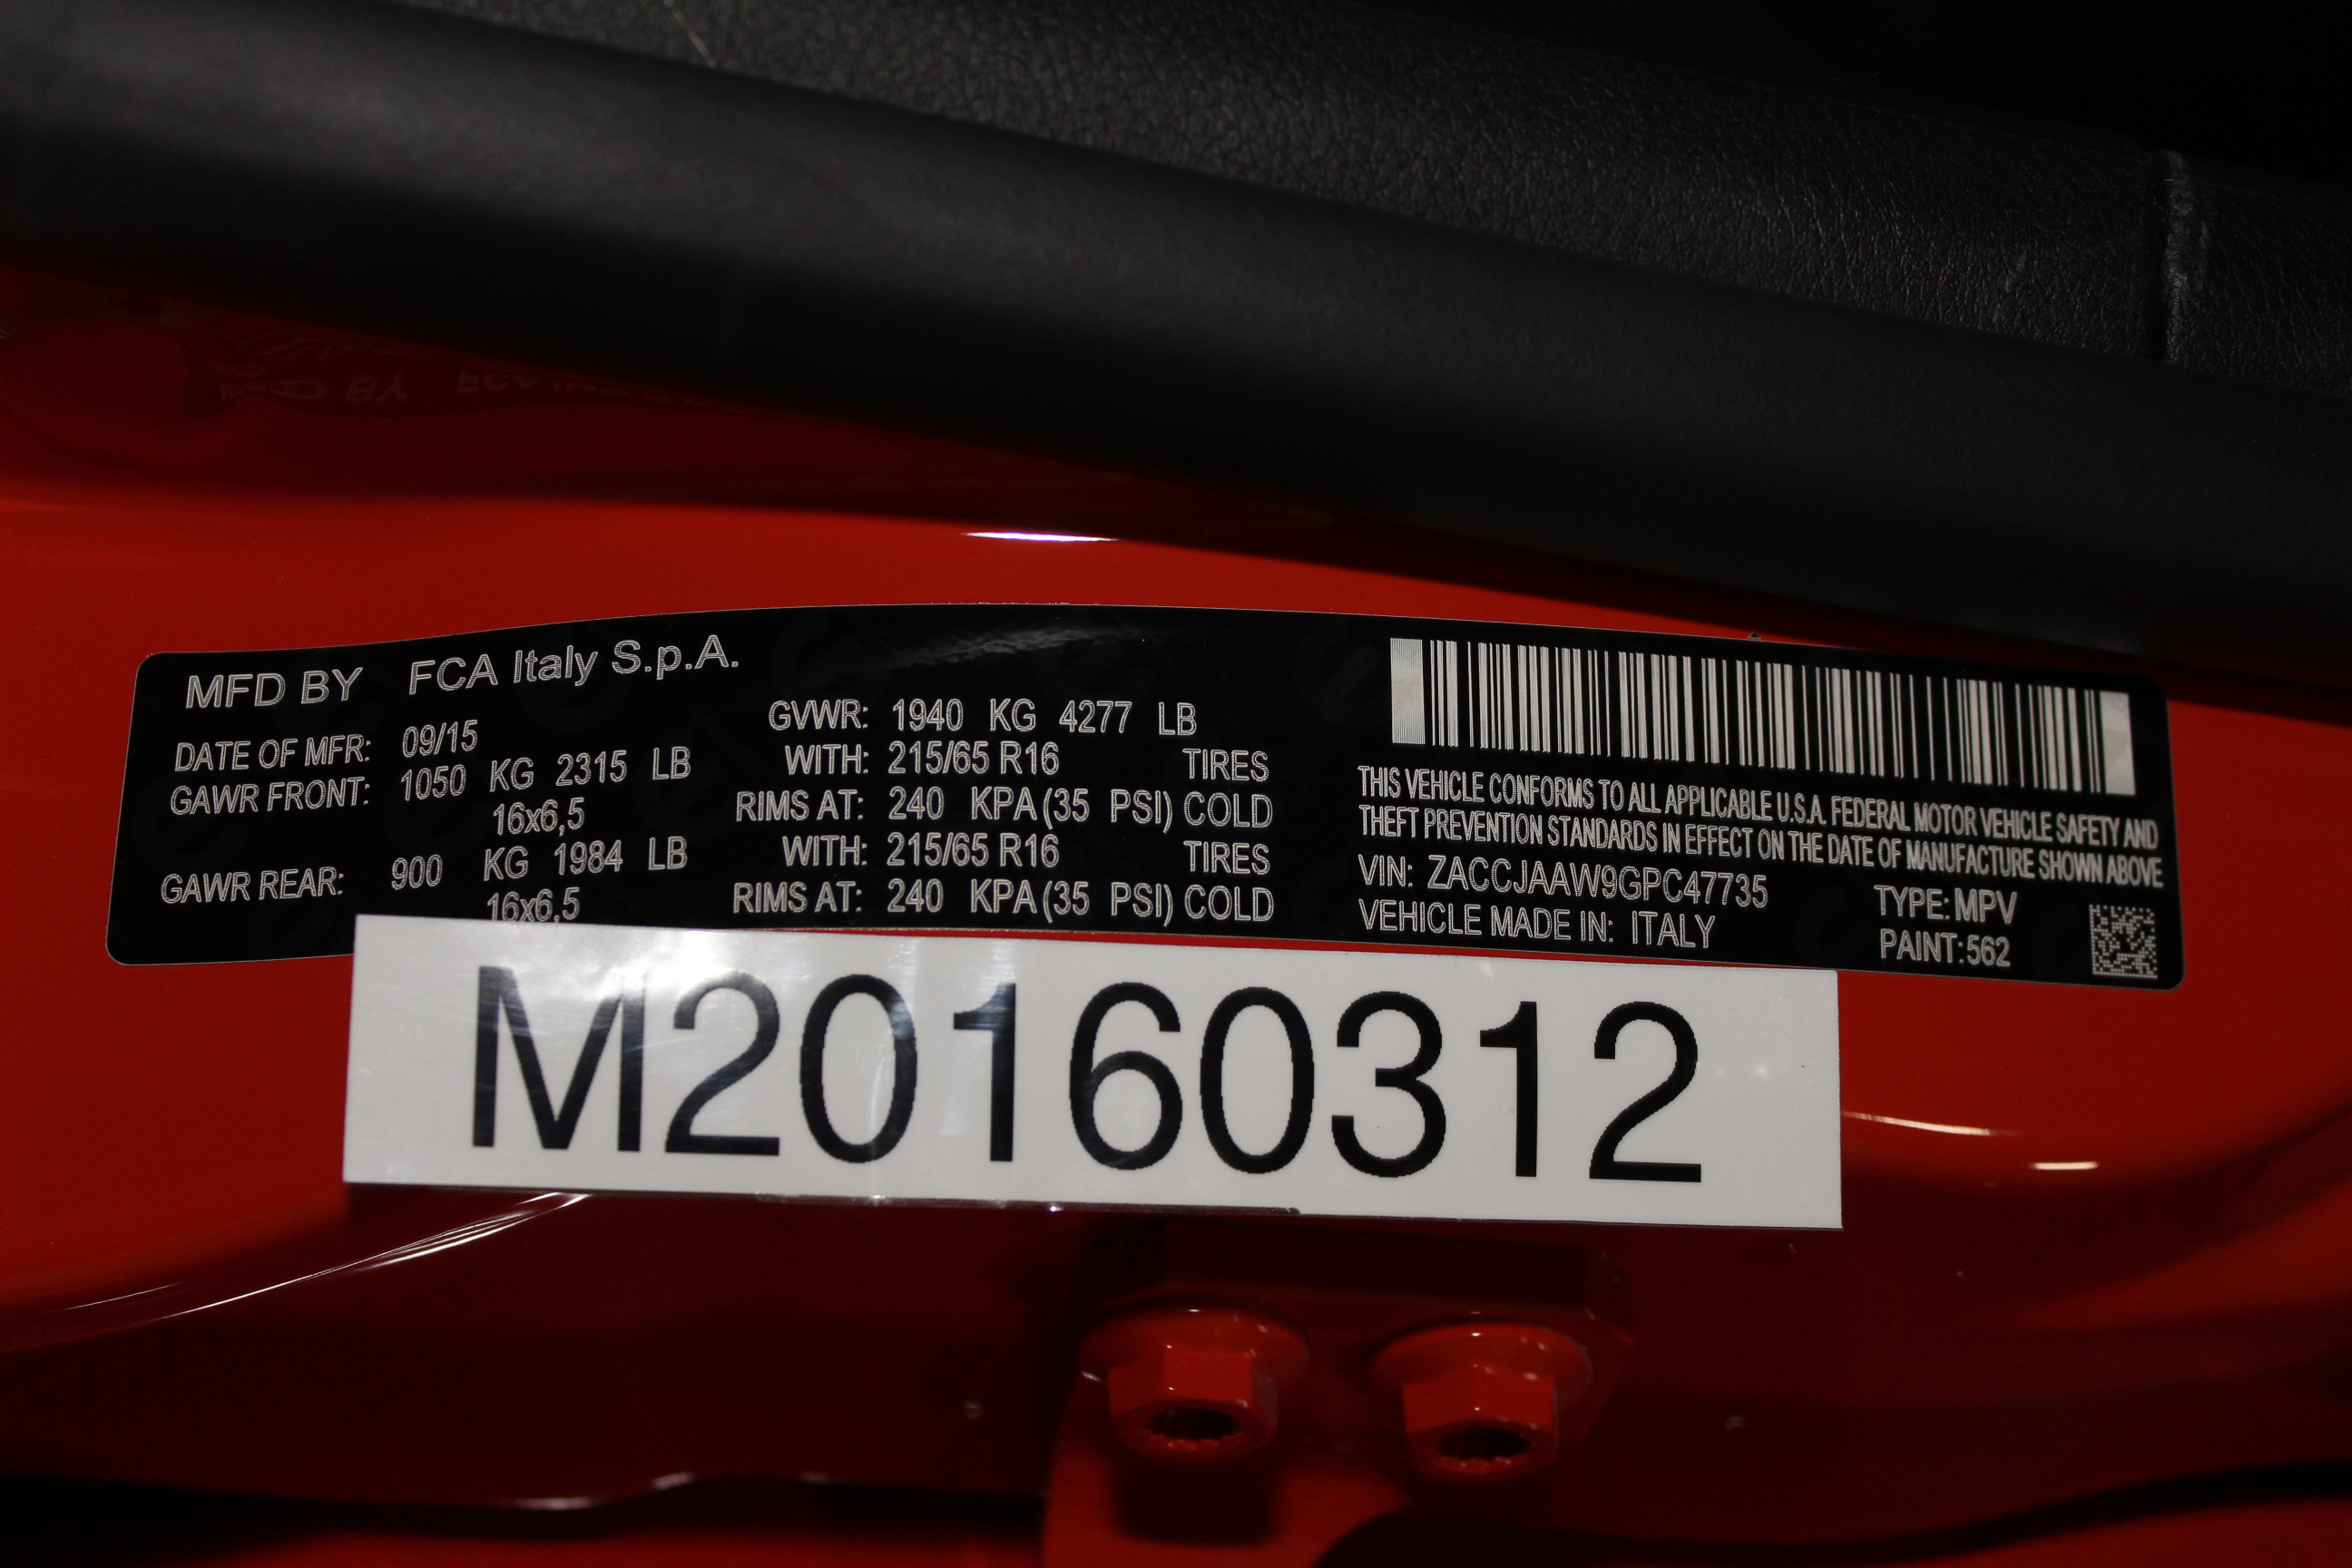 MFD BY FCA Italy S.p.A.
DATE OF MFR: 09/15
GAWR FRONT: 1050 KG 2315 LB
16x6,5
GAWR REAR: 900 KG 1984 LB
16x6,5
GVWR: 1940 KG 4277 LB
WITH: 215/65 R16 TIRES
RIMS AT: 240 KPA(35 PSI) COLD
WITH: 215/65 R16 TIRES
RIMS AT: 240 KPA(35 PSI) COLD
THIS VEHICLE CONFORMS TO ALL APPLICABLE U.S.A. FEDERAL MOTOR VEHICLE SAFETY AND
THEFT PREVENTION STANDARDS IN EFFECT ON THE DATE OF MANUFACTURE SHOWN ABOVE
VIN: ZACCJAAW9GPC47735 TYPE: MPV
VEHICLE MADE IN: ITALY PAINT: 562
M20160312